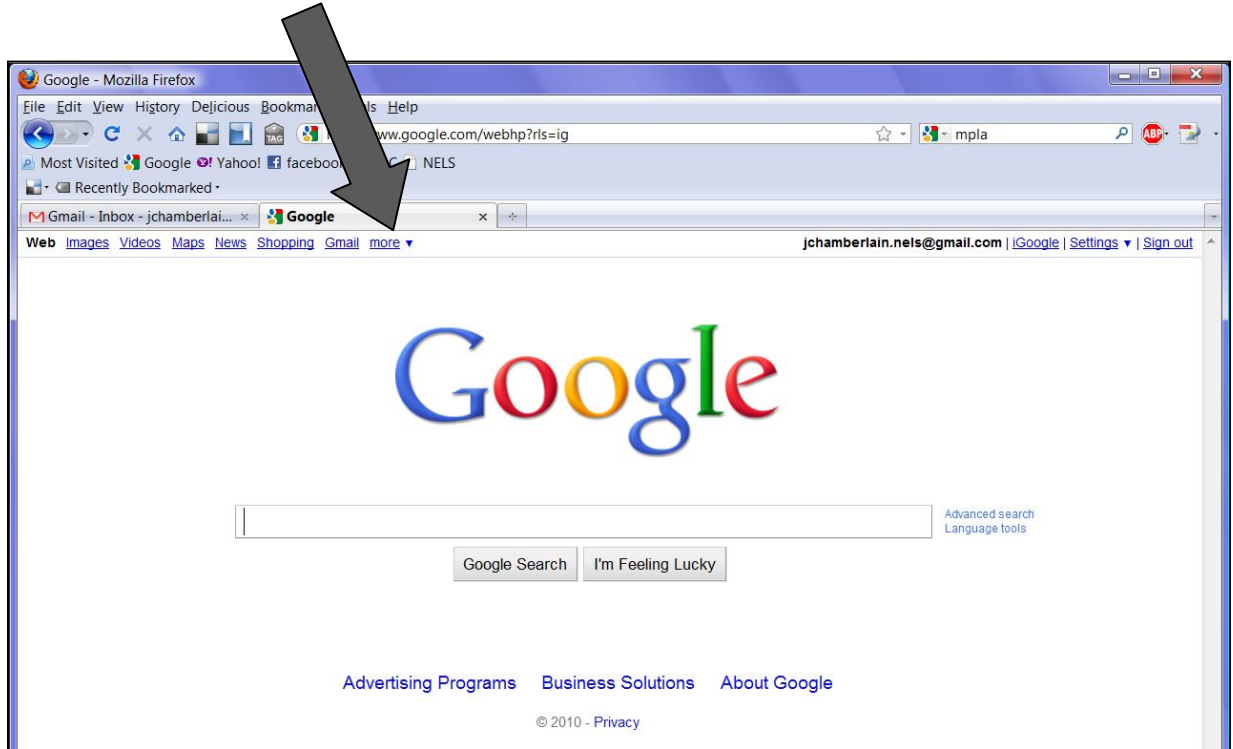 Google - Mozilla Firefox
File Edit View History Delicious Help
TAG ww.google.com/webhp?rls=ig mpla ABP
Most Visited Google Yahoo! NELS
Recently Bookmarked
Gmail - Inbox - jchamberlai... Google
Web Images Videos Maps News Shopping Gmail more ▼ jchamberlain.nels@gmail.com | iGoogle | Settings ▼ | Sign out
Google
Advanced search
Language tools
Google Search I'm Feeling Lucky
Advertising Programs Business Solutions About Google
© 2010 - Privacy